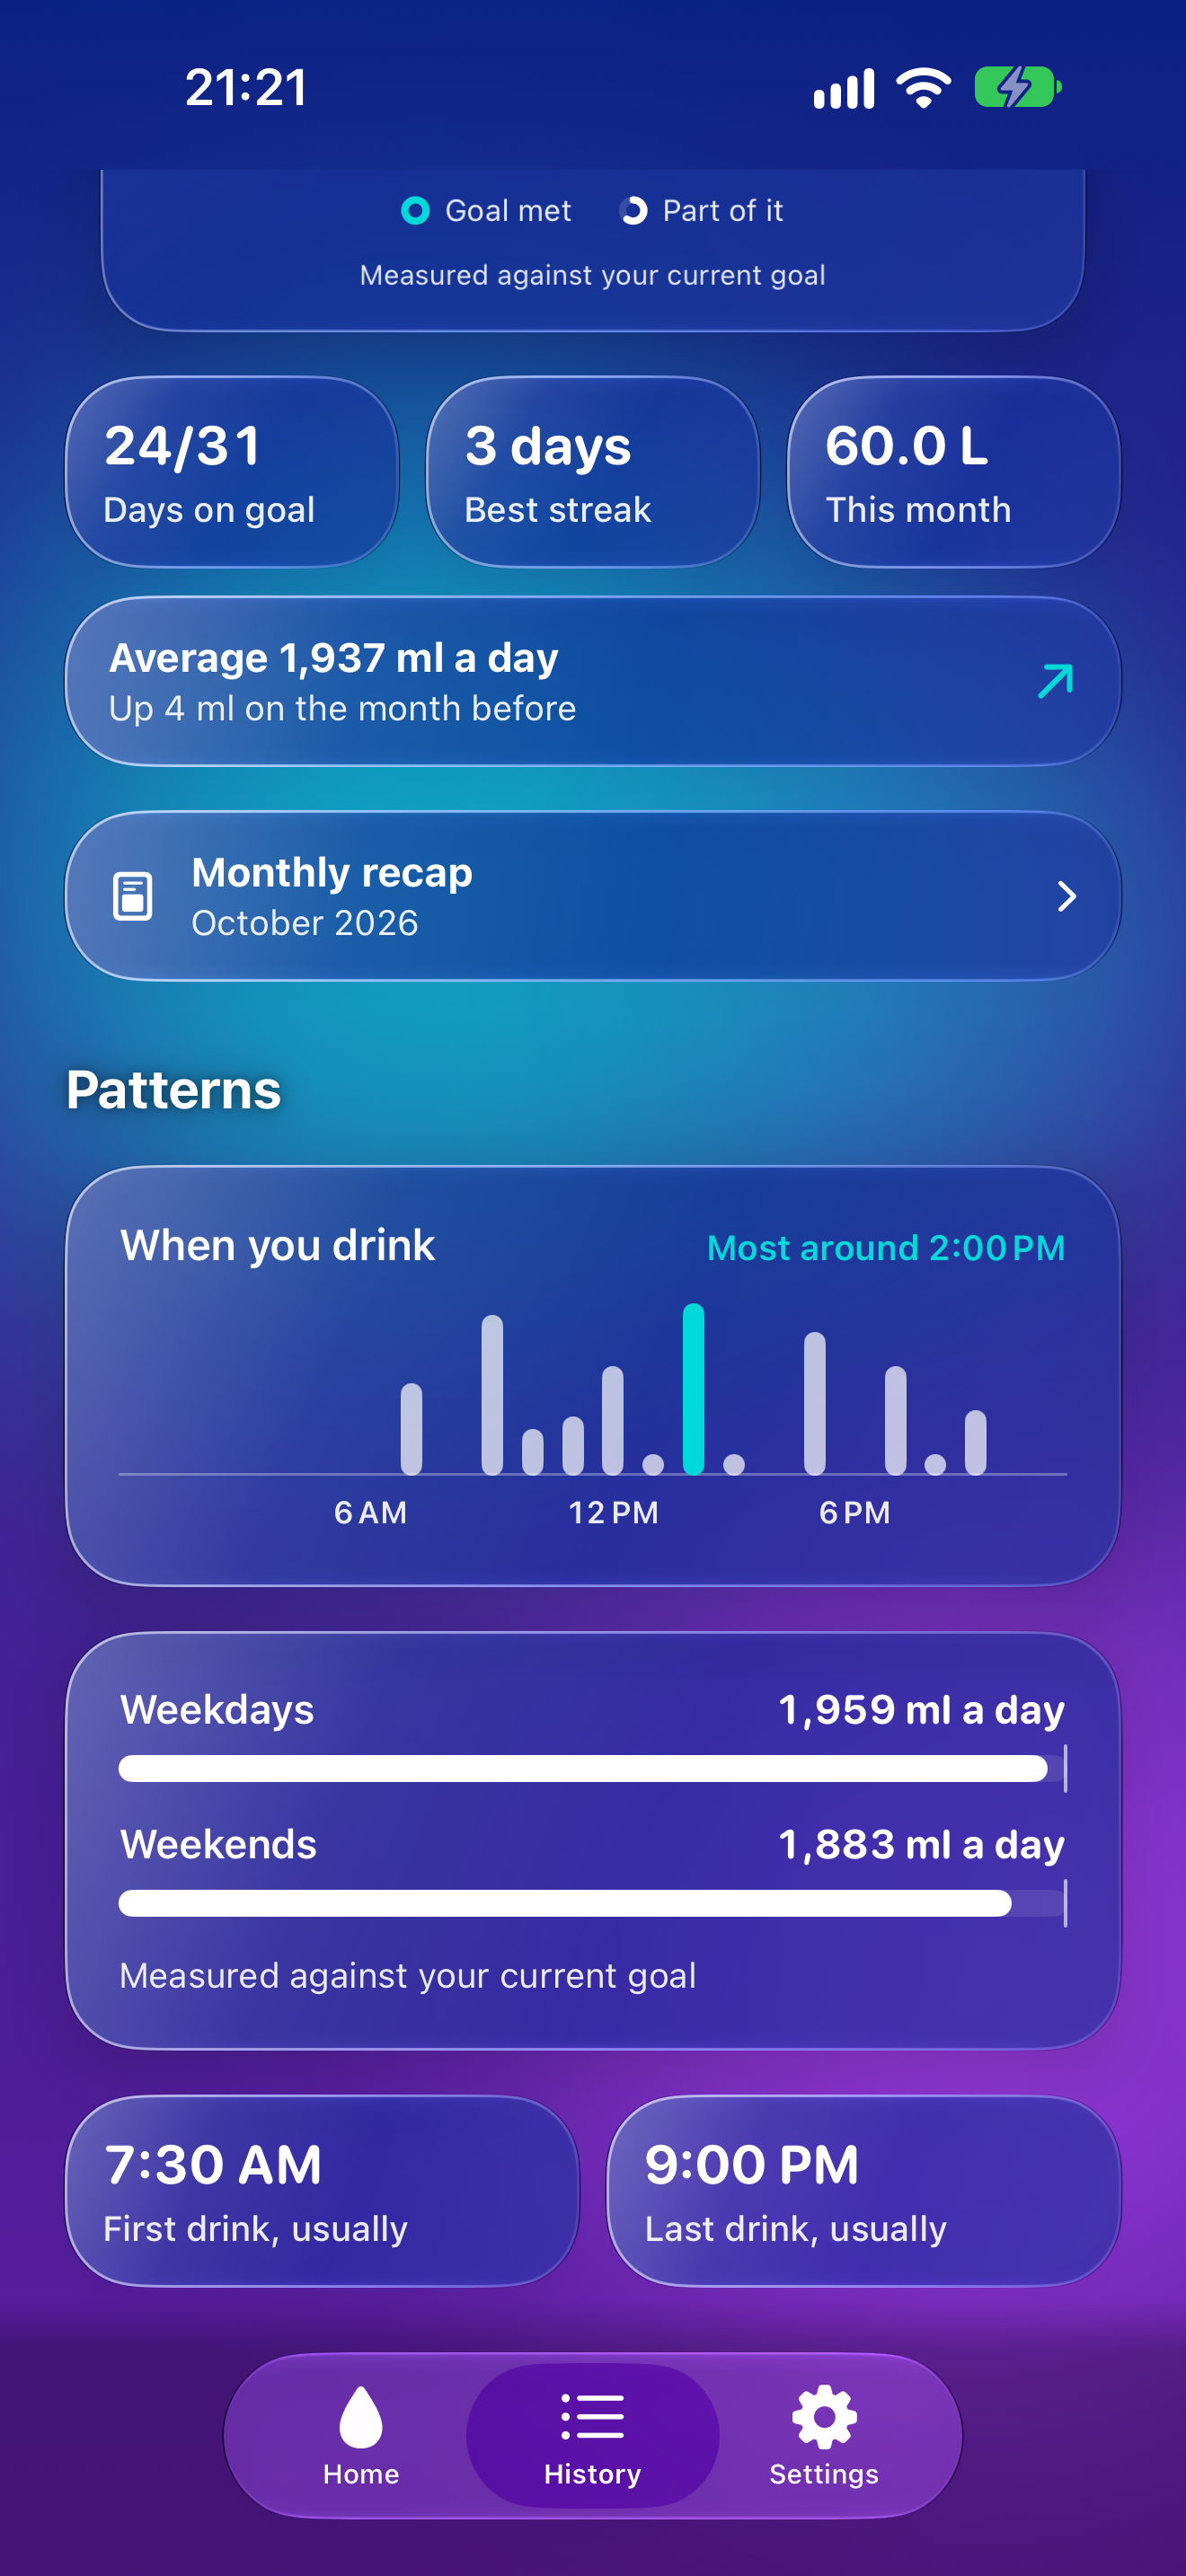 21:21
Goal met Part of it
Measured against your current goal
24/31 3 days 60.0 L
Days on goal Best streak This month
Average 1,937 ml a day
Up 4 ml on the month before
Monthly recap
October 2026
Patterns
When you drink Most around 2:00 PM
6 AM 12 PM 6 PM
Weekdays 1,959 ml a day
Weekends 1,883 ml a day
Measured against your current goal
7:30 AM 9:00 PM
First drink, usually Last drink, usually
Home History Settings